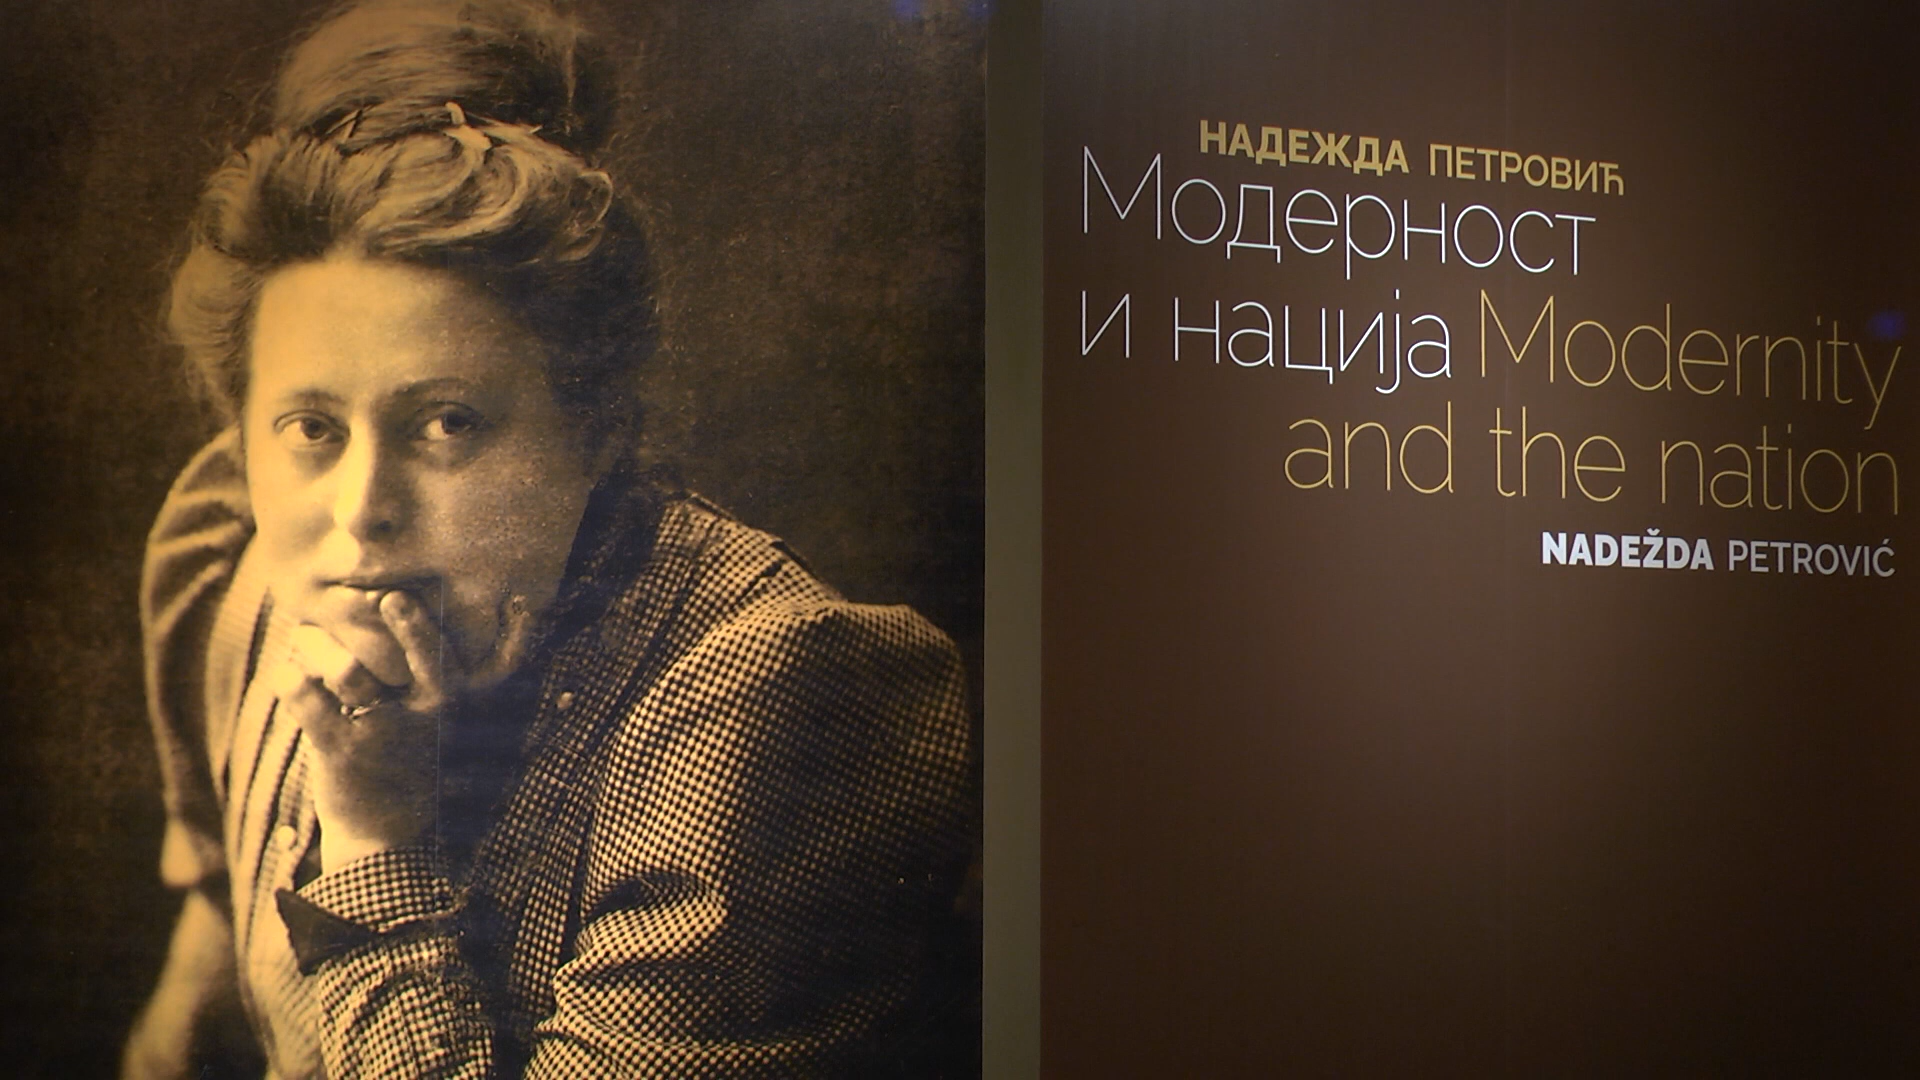 НАДЕЖДА ПЕТРОВИЋ
Модерност
и нација Modernity
and the nation
NADEŽDA PETROVIĆ